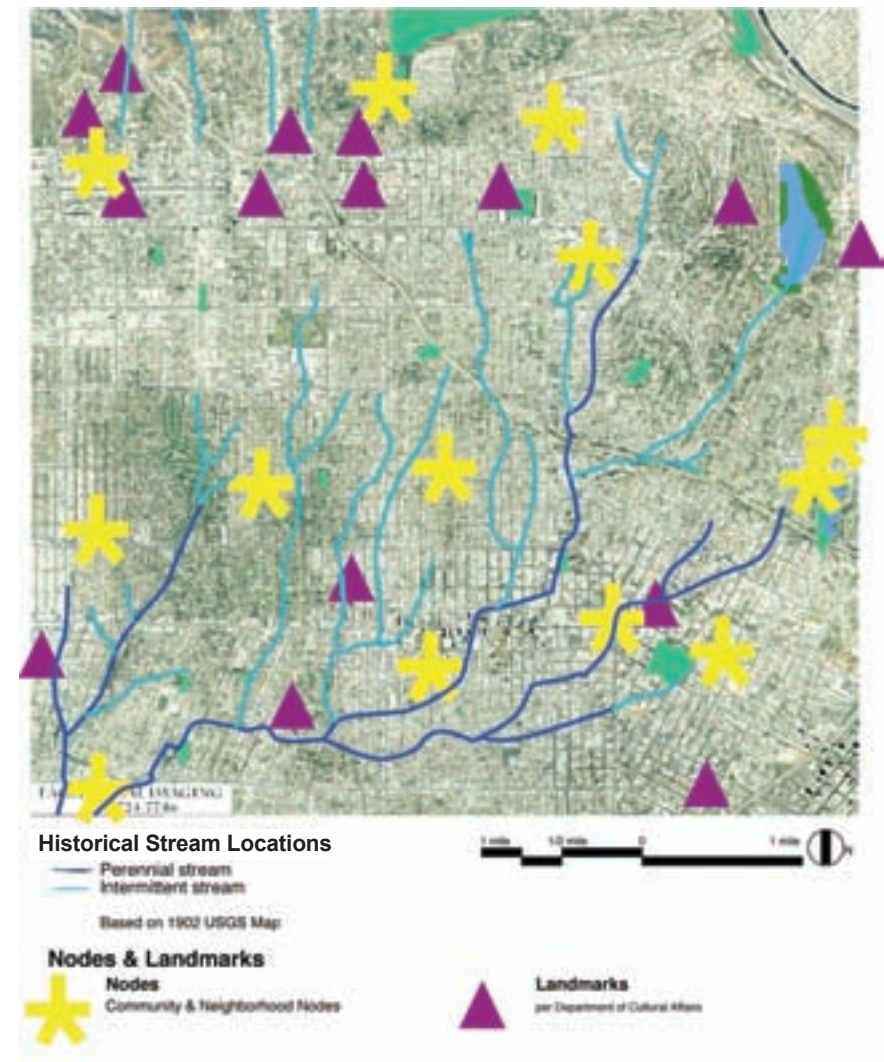 IMAGING
Historical Stream Locations
1 mile 1/2 mile 0 1 mile
N
Perennial stream
Intermittent stream
Based on 1902 USGS Map
Nodes & Landmarks
Nodes
Community & Neighborhood Nodes
Landmarks
per Department of Cultural Affairs